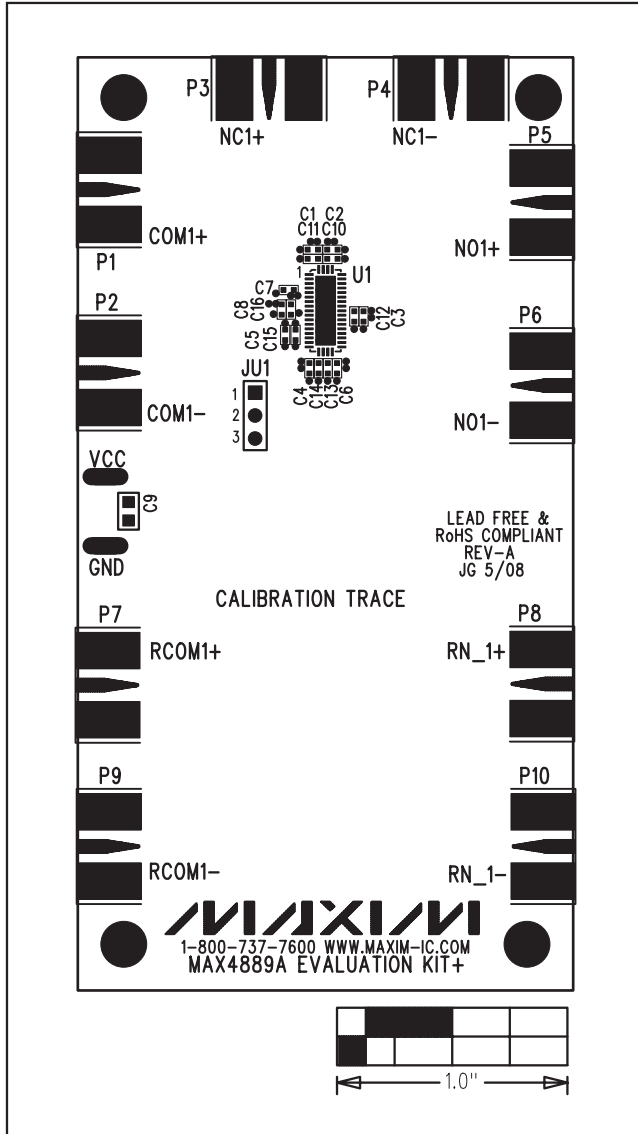 P3
P4
NC1+
NC1-
P5
COM1+
NO1+
P1
C1 C2
C11 C10
1
U1
C7
C8
C16
C12
C3
C5
C15
P2
P6
JU1
C4
C14
C13
C6
1
2
3
COM1-
NO1-
VCC
C9
GND
LEAD FREE &
RoHS COMPLIANT
REV-A
JG 5/08
CALIBRATION TRACE
P7
P8
RCOM1+
RN_1+
P9
P10
RCOM1-
RN_1-
MAXIM
1-800-737-7600 WWW.MAXIM-IC.COM
MAX4889A EVALUATION KIT+
1.0"